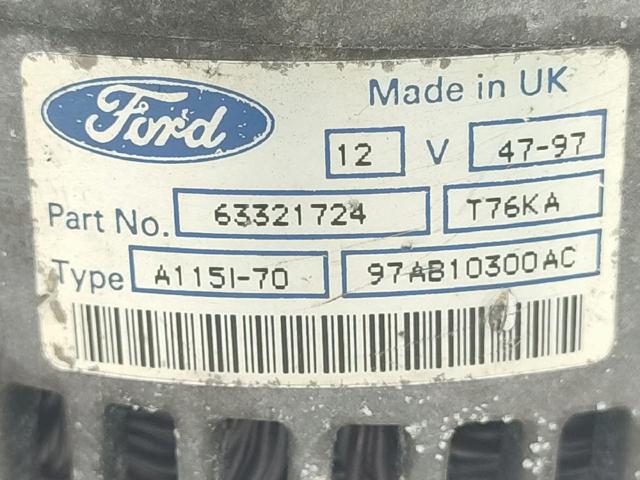 Ford
Made in UK
12 V 47-97
Part No. 63321724 T76KA
Type A115I-70 97AB10300AC